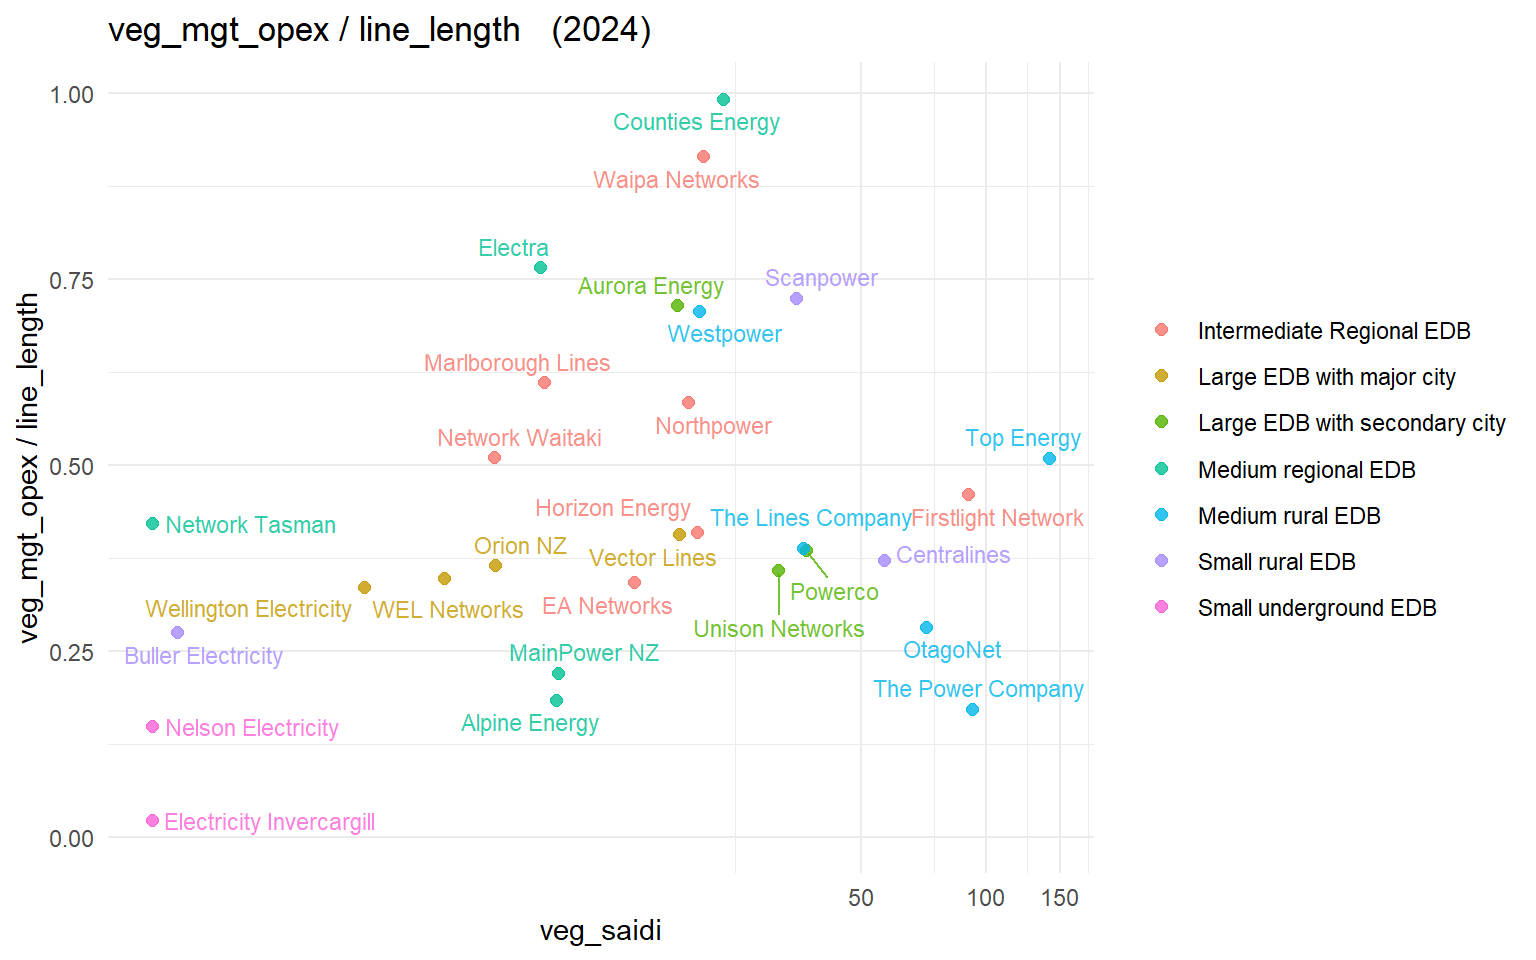 veg_mgt_opex / line_length (2024)
veg_mgt_opex / line_length
1.00
0.75
0.50
0.25
0.00
Counties Energy
Waipa Networks
Electra
Aurora Energy
Scanpower
Westpower
Marlborough Lines
Northpower
Network Waitaki
Top Energy
Horizon Energy
The Lines Company
Firstlight Network
Network Tasman
Orion NZ
Vector Lines
Centralines
Wellington Electricity
WEL Networks
EA Networks
Powerco
Unison Networks
Buller Electricity
MainPower NZ
OtagoNet
The Power Company
Nelson Electricity
Alpine Energy
Electricity Invercargill
50
100
150
veg_saidi
Intermediate Regional EDB
Large EDB with major city
Large EDB with secondary city
Medium regional EDB
Medium rural EDB
Small rural EDB
Small underground EDB